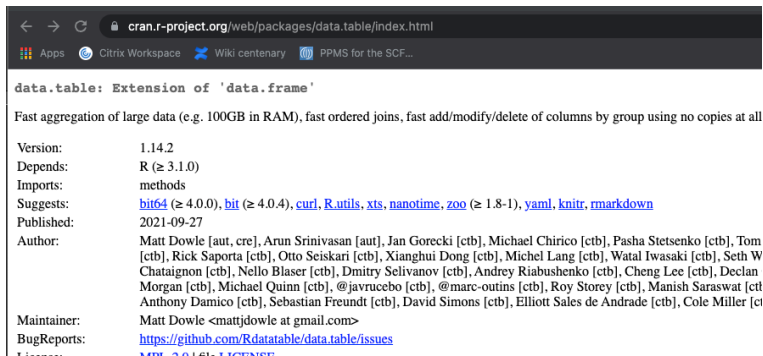 cran.r-project.org/web/packages/data.table/index.html
Apps Citrix Workspace Wiki centenary PPMS for the SCF...
data.table: Extension of 'data.frame'
Fast aggregation of large data (e.g. 100GB in RAM), fast ordered joins, fast add/modify/delete of columns by group using no copies at all
Version: 1.14.2
Depends: R (≥ 3.1.0)
Imports: methods
Suggests: bit64 (≥ 4.0.0), bit (≥ 4.0.4), curl, R.utils, xts, nanotime, zoo (≥ 1.8-1), yaml, knitr, rmarkdown
Published: 2021-09-27
Author: Matt Dowle [aut, cre], Arun Srinivasan [aut], Jan Gorecki [ctb], Michael Chirico [ctb], Pasha Stetsenko [ctb], Tom
[ctb], Rick Saporta [ctb], Otto Seiskari [ctb], Xianghui Dong [ctb], Michel Lang [ctb], Watal Iwasaki [ctb], Seth W
Chataignon [ctb], Nello Blaser [ctb], Dmitry Selivanov [ctb], Andrey Riabushenko [ctb], Cheng Lee [ctb], Declan
Morgan [ctb], Michael Quinn [ctb], @javrucebo [ctb], @marc-outins [ctb], Roy Storey [ctb], Manish Saraswat [ctb
Anthony Damico [ctb], Sebastian Freundt [ctb], David Simons [ctb], Elliott Sales de Andrade [ctb], Cole Miller [ct
Maintainer: Matt Dowle <mattjdowle at gmail.com>
BugReports: https://github.com/Rdatatable/data.table/issues
License: MPL-2.0 | file LICENSE